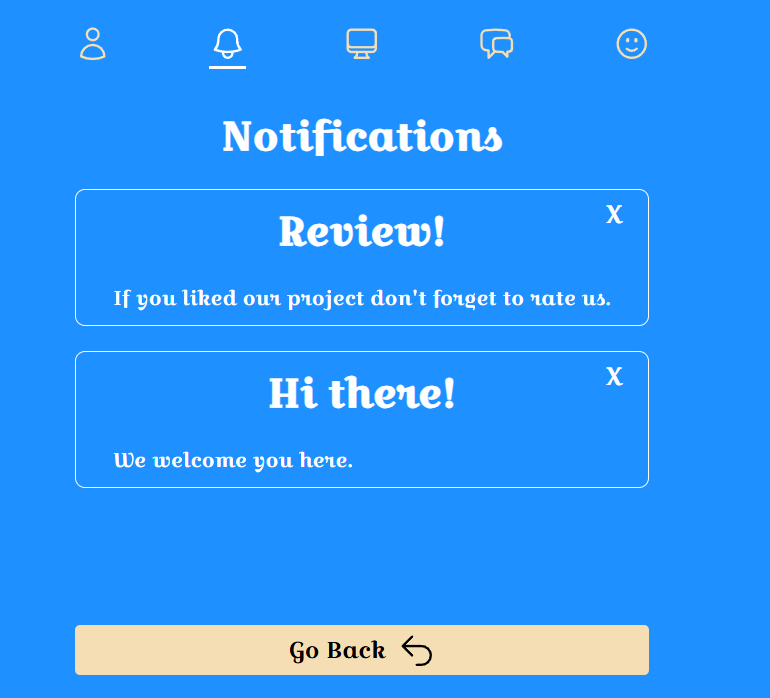 Notifications
X
Review!
If you liked our project don't forget to rate us.
X
Hi there!
We welcome you here.
Go Back